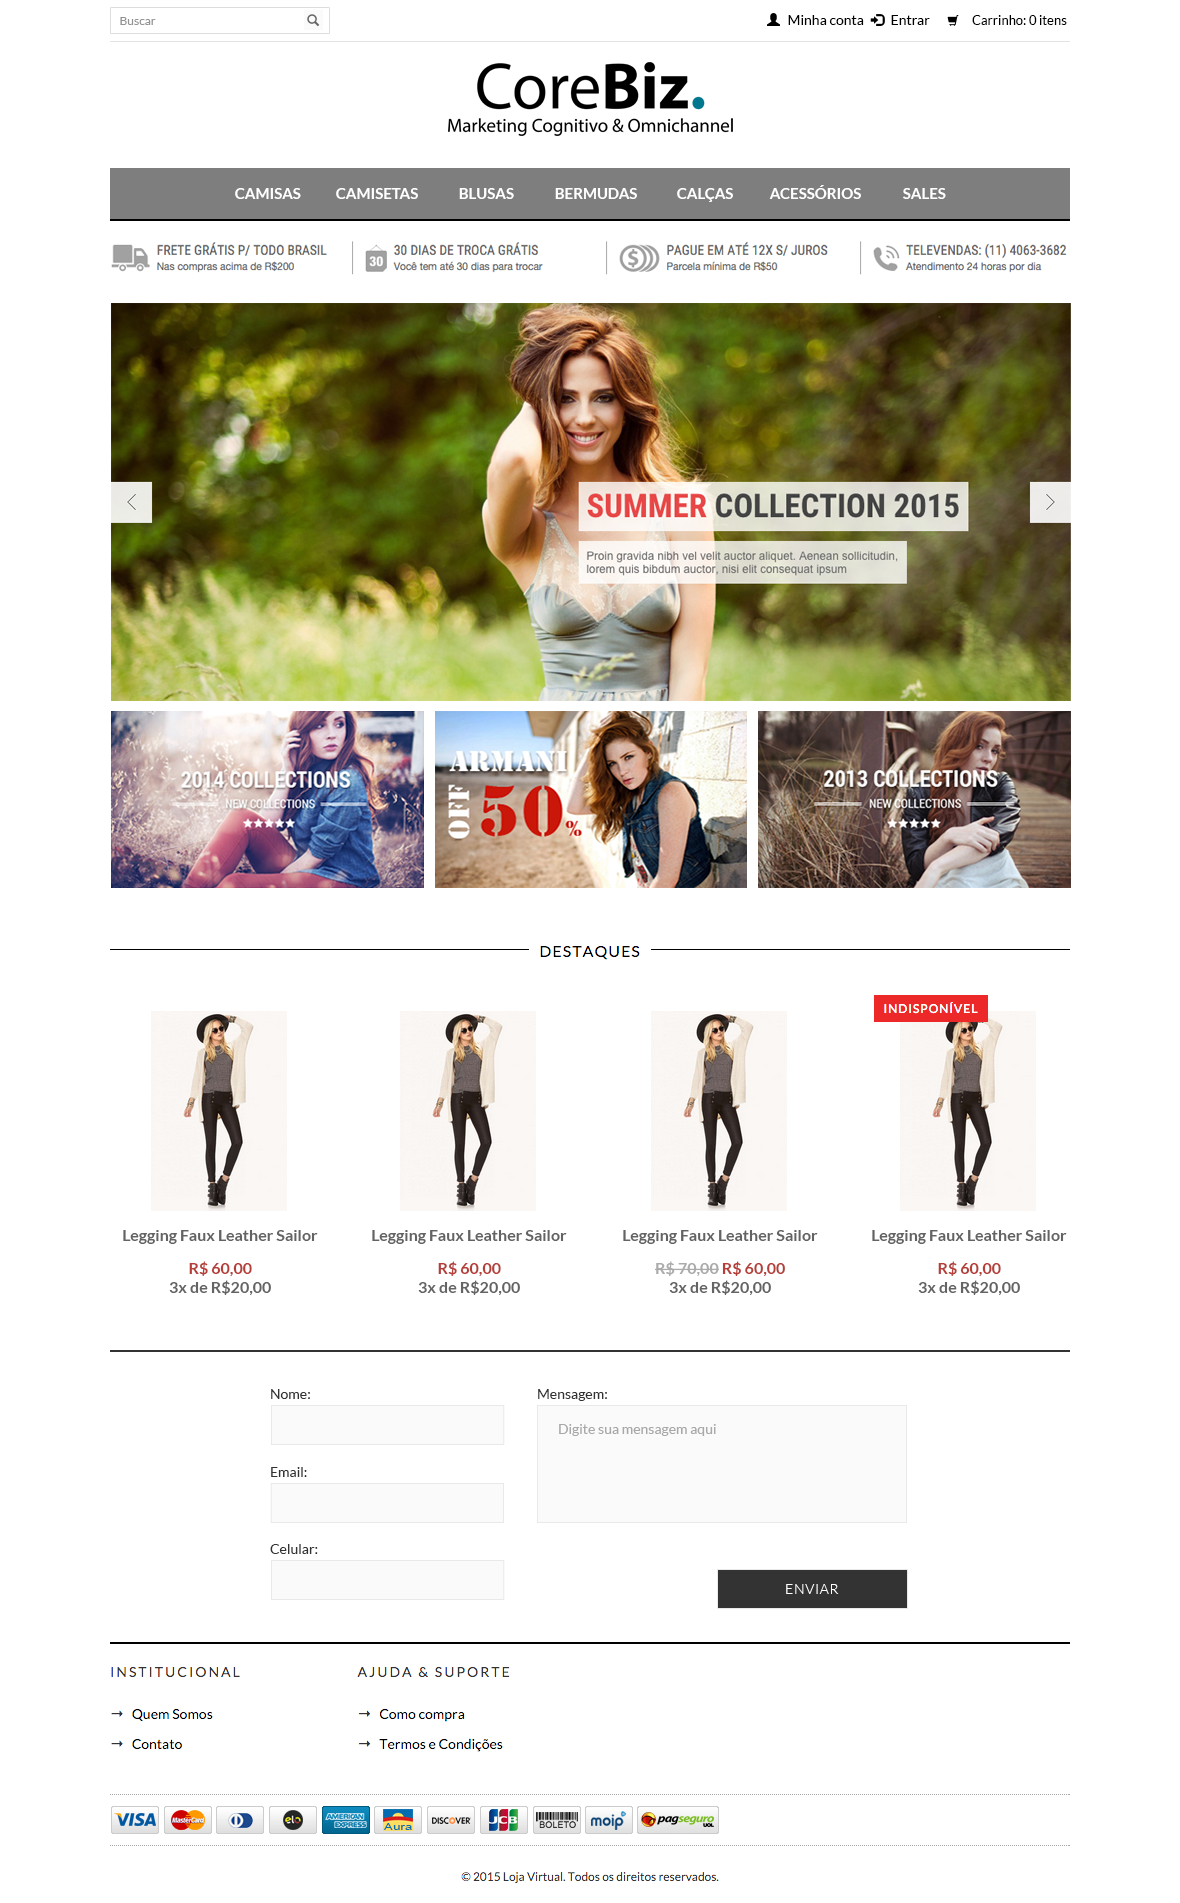 Buscar
Minha conta
Entrar
Carrinho: 0 itens
CoreBiz.
Marketing Cognitivo & Omnichannel
CAMISAS CAMISETAS BLUSAS BERMUDAS CALÇAS ACESSÓRIOS SALES
FRETE GRÁTIS P/ TODO BRASIL
Nas compras acima de R$200
30
30 DIAS DE TROCA GRÁTIS
Você tem até 30 dias para trocar
PAGUE EM ATÉ 12X S/ JUROS
Parcela mínima de R$50
TELEVENDAS: (11) 4063-3682
Atendimento 24 horas por dia
SUMMER COLLECTION 2015
Proin gravida nibh vel velit auctor aliquet. Aenean sollicitudin,
lorem quis bibdum auctor, nisi elit consequat ipsum
2014 COLLECTIONS
NEW COLLECTIONS
ARMANI
OFF 50%
2013 COLLECTIONS
NEW COLLECTIONS
DESTAQUES
Legging Faux Leather Sailor
R$ 60,00
3x de R$20,00
Legging Faux Leather Sailor
R$ 60,00
3x de R$20,00
Legging Faux Leather Sailor
R$ 70,00 R$ 60,00
3x de R$20,00
INDISPONÍVEL
Legging Faux Leather Sailor
R$ 60,00
3x de R$20,00
Nome:
Email:
Celular:
Mensagem:
Digite sua mensagem aqui
ENVIAR
INSTITUCIONAL
→ Quem Somos
→ Contato
AJUDA & SUPORTE
→ Como compra
→ Termos e Condições
VISA
MasterCard
elo
AMERICAN EXPRESS
Aura
DISCOVER
JCB
BOLETO
moip
pagseguro UOL
© 2015 Loja Virtual. Todos os direitos reservados.